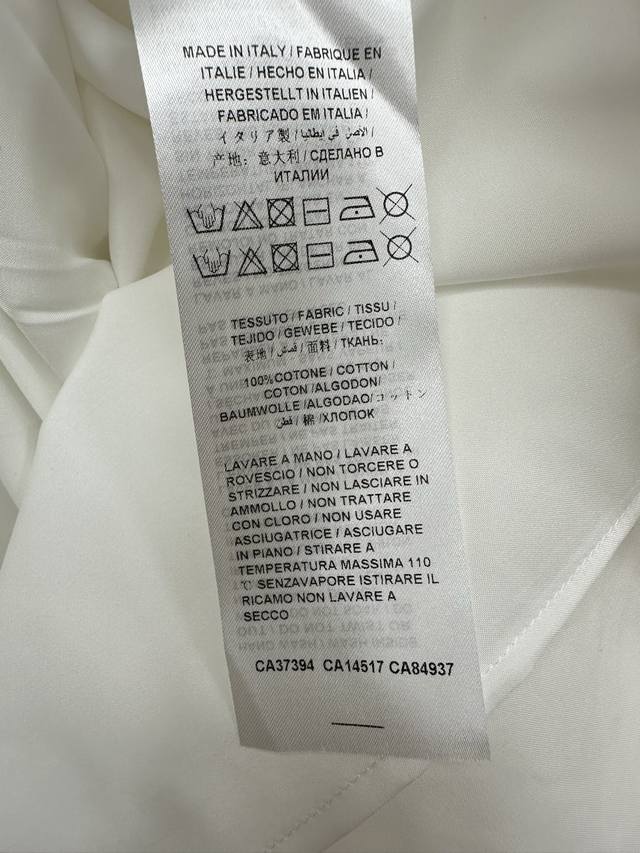 MADE IN ITALY / FABRIQUE EN
ITALIE / HECHO EN ITALIA /
HERGESTELLT IN ITALIEN /
FABRICADO EM ITALIA /
イタリア製 / الأصل في إيطاليا /
产地: 意大利 / СДЕЛАНО В
ИТАЛИИ
TESSUTO / FABRIC / TISSU /
TEJIDO / GEWEBE / TECIDO /
表地 / قماش / 面料 / ТКАНЬ:
100%COTONE / COTTON /
COTON /ALGODON/
BAUMWOLLE /ALGODAO/ コットン
/ قطن / 棉 /ХЛОПОК
LAVARE A MANO / LAVARE A
ROVESCIO / NON TORCERE O
STRIZZARE / NON LASCIARE IN
AMMOLLO / NON TRATTARE
CON CLORO / NON USARE
ASCIUGATRICE / ASCIUGARE
IN PIANO / STIRARE A
TEMPERATURA MASSIMA 110
℃ SENZAVAPORE ISTIRARE IL
RICAMO NON LAVARE A
SECCO
CA37394 CA14517 CA84937